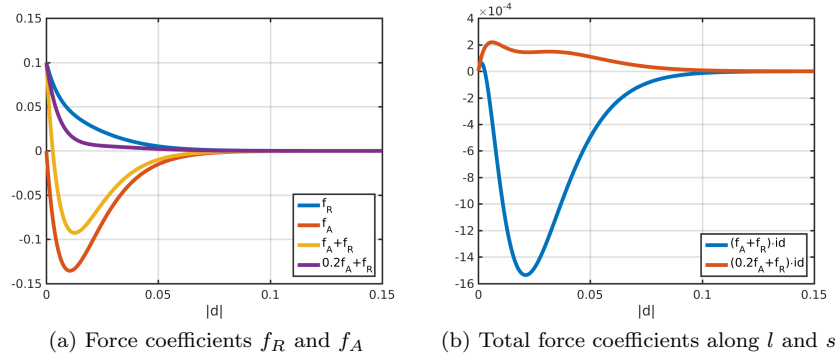 0.15
0.1
0.05
0
-0.05
-0.1
-0.15
0
0.05
0.1
0.15
|d|
f_R
f_A
f_A+f_R
0.2f_A+f_R
(a) Force coefficients f_R and f_A
×10^-4
4
2
0
-2
-4
-6
-8
-10
-12
-14
-16
0
0.05
0.1
0.15
|d|
(f_A+f_R)·id
(0.2f_A+f_R)·id
(b) Total force coefficients along l and s